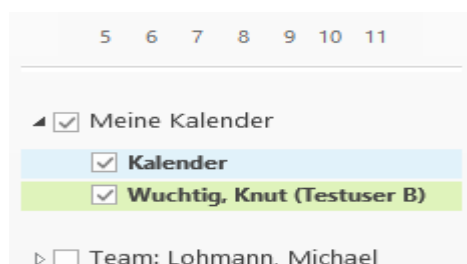 5 6 7 8 9 10 11
Meine Kalender
Kalender
Wuchtig, Knut (Testuser B)
Team: Lohmann, Michael